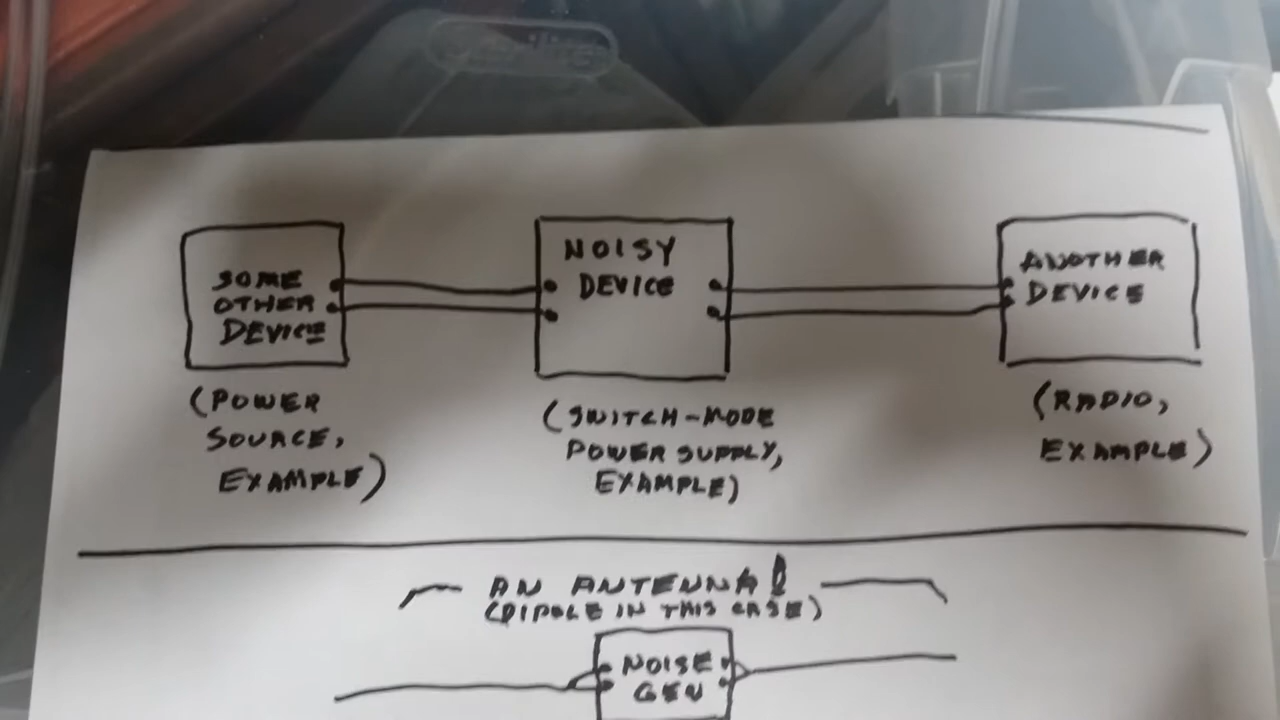 Sterilite
SOME
OTHER
DEVICE
(POWER
SOURCE,
EXAMPLE)
NOISY
DEVICE
(SWITCH-MODE
POWER SUPPLY,
EXAMPLE)
ANOTHER
DEVICE
(RADIO,
EXAMPLE)
AN ANTENNA!
(DIPOLE IN THIS CASE)
NOISE
GEN